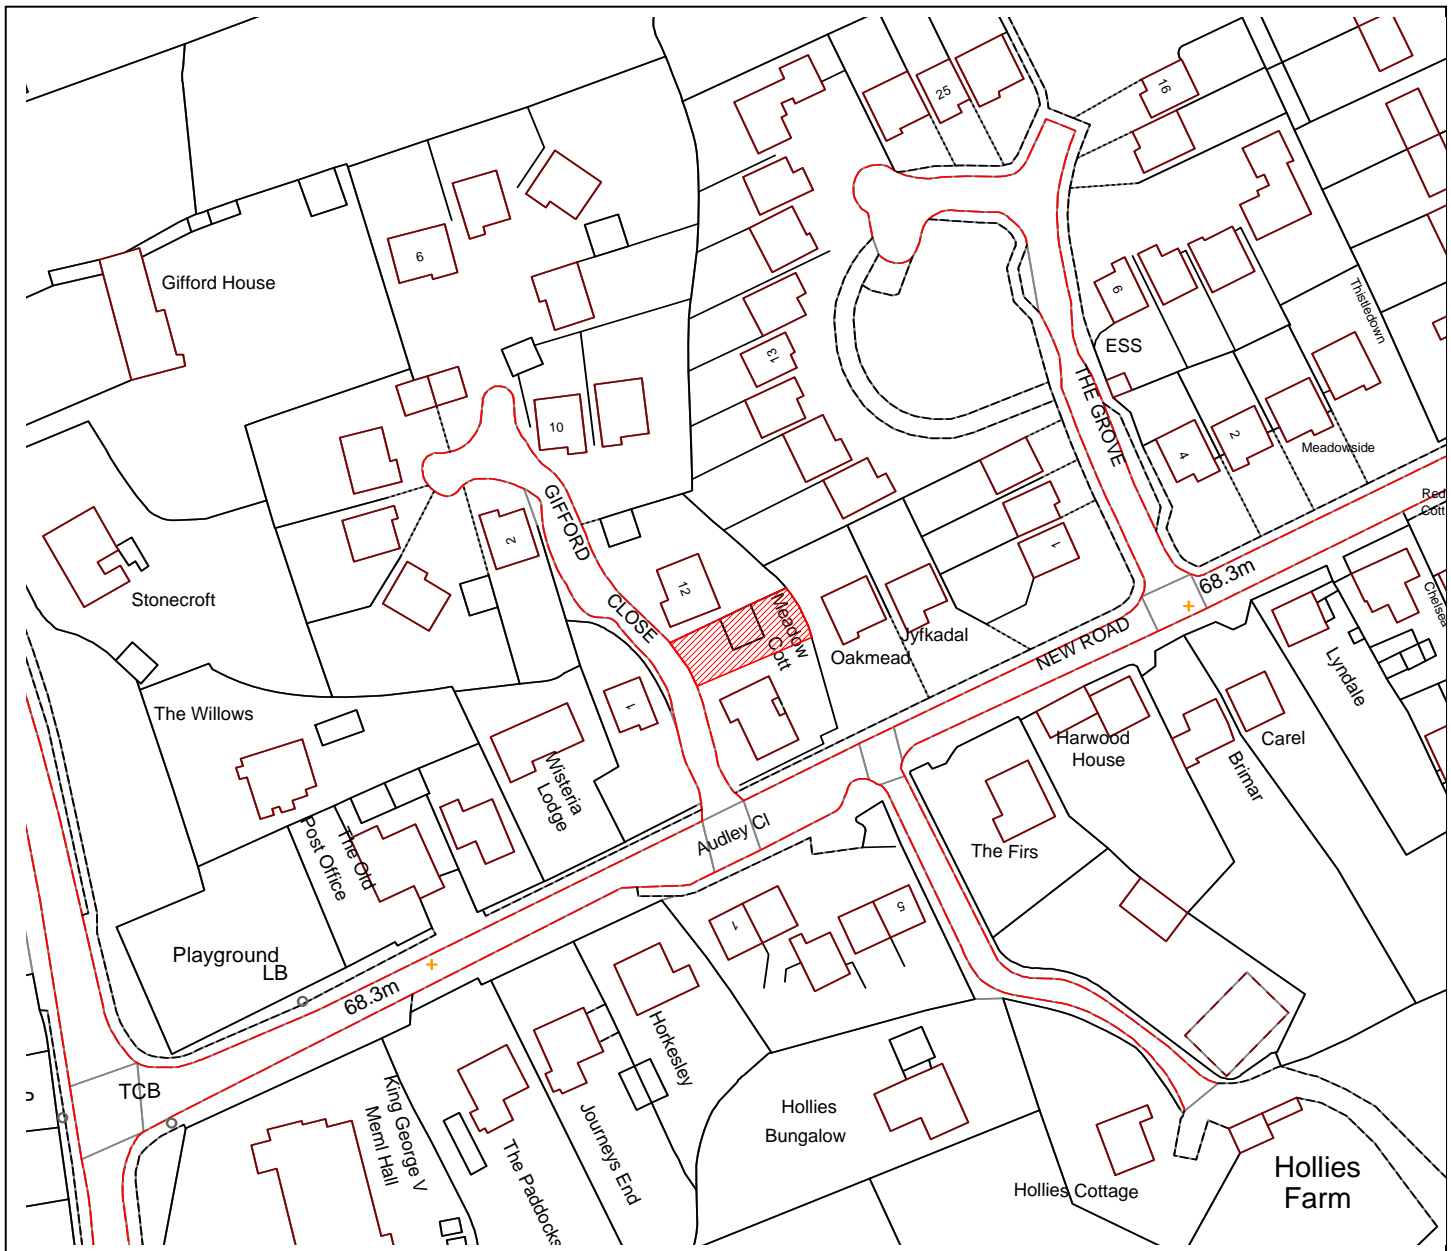 25
16
Gifford House
6
6
Thistledown
ESS
13
THE GROVE
10
Meadowside
4
2
Red
Cott
GIFFORD
CLOSE
2
12
1
68.3m
Chelsea
Stonecroft
Meadow
Cott
Jyfkadal
Oakmead
NEW ROAD
Lyndale
The Willows
1
Wisteria
Lodge
Harwood
House
Carel
Brimar
Audley Cl
The Old
Post Office
The Firs
1
5
Playground
LB
68.3m
Horkesley
TCB
King George V
Meml Hall
Journeys End
The Paddocks
Hollies
Bungalow
Hollies Cottage
Hollies
Farm